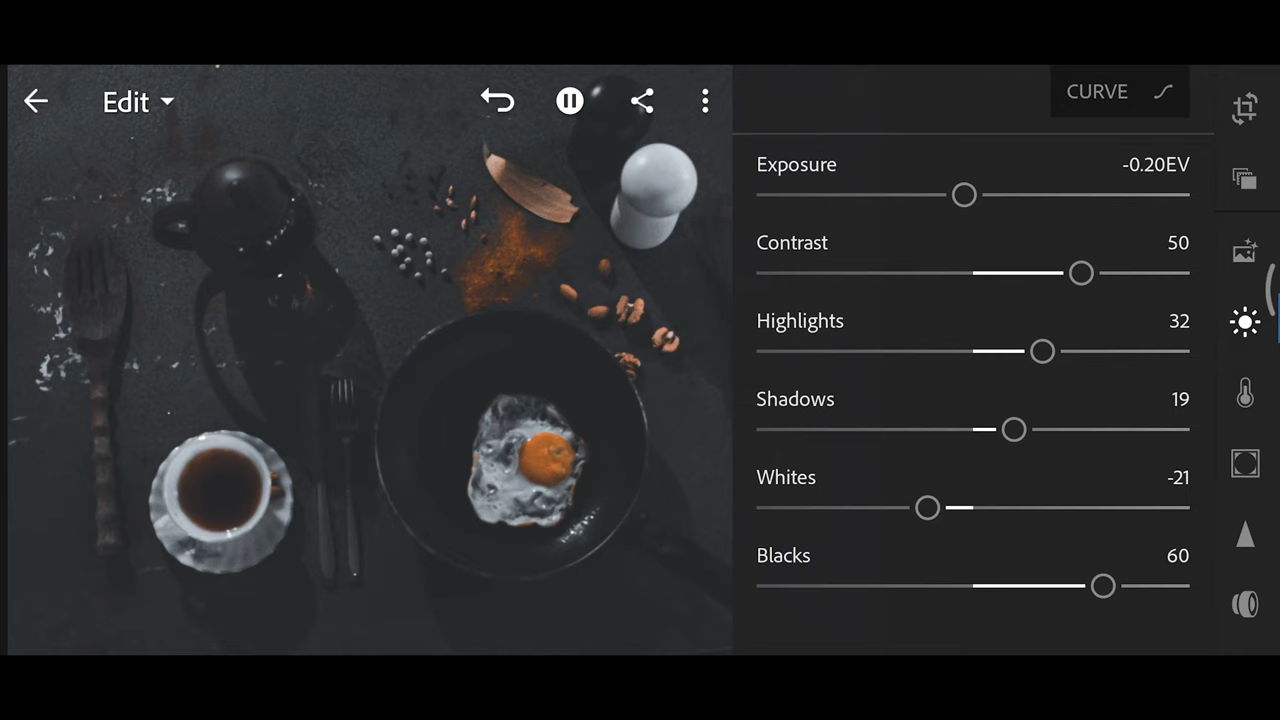 Edit
CURVE
Exposure -0.20EV
Contrast 50
Highlights 32
Shadows 19
Whites -21
Blacks 60